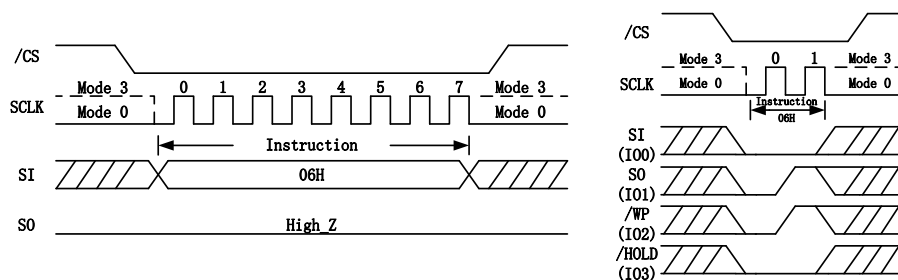 /CS
Mode 3 0 1 2 3 4 5 6 7 Mode 3
SCLK
Mode 0 Mode 0
Instruction
SI 06H
SO High_Z
/CS
Mode 3 0 1 Mode 3
SCLK Mode 0 Mode 0
Instruction
06H
SI
(IO0)
SO
(IO1)
/WP
(IO2)
/HOLD
(IO3)